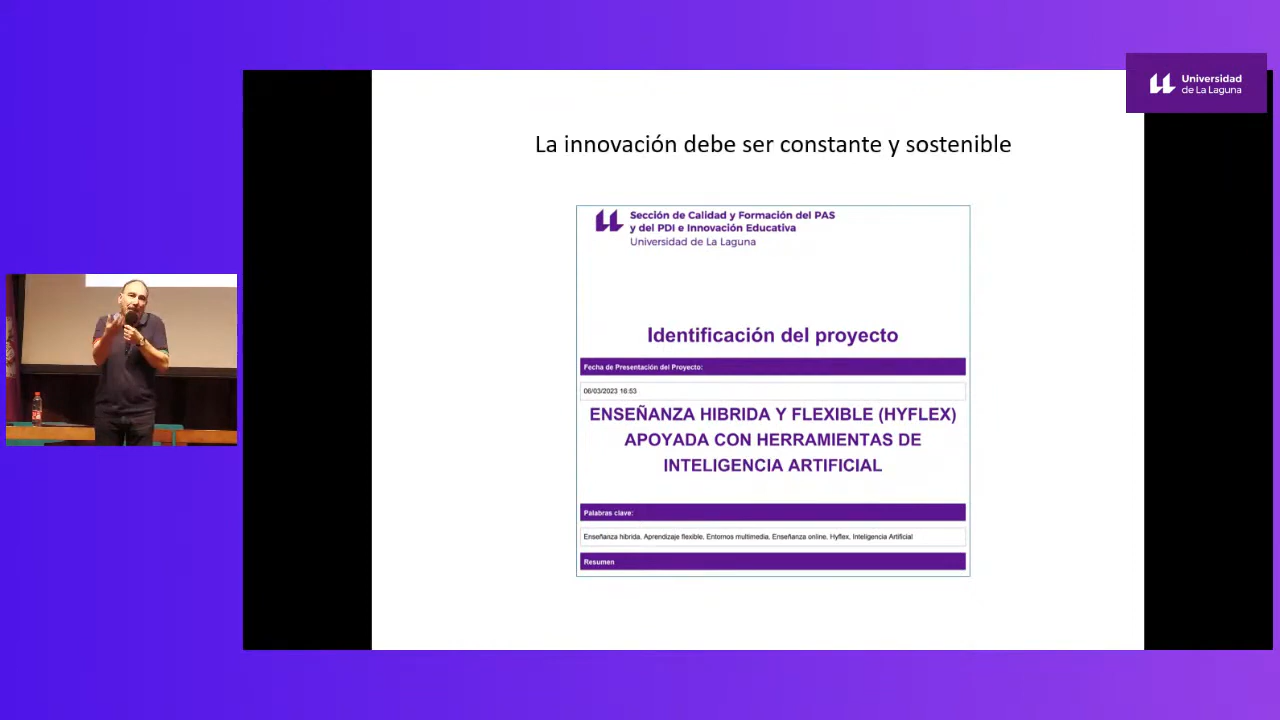 Universidad
de La Laguna
La innovación debe ser constante y sostenible
Sección de Calidad y Formación del PAS
y del PDI e Innovación Educativa
Universidad de La Laguna
Identificación del proyecto
Fecha de Presentación del Proyecto:
06/03/2023 16:53
ENSEÑANZA HIBRIDA Y FLEXIBLE (HYFLEX)
APOYADA CON HERRAMIENTAS DE
INTELIGENCIA ARTIFICIAL
Palabras clave:
Enseñanza hibrida, Aprendizaje flexible, Entornos multimedia, Enseñanza online, Hyflex, Inteligencia Artificial
Resumen